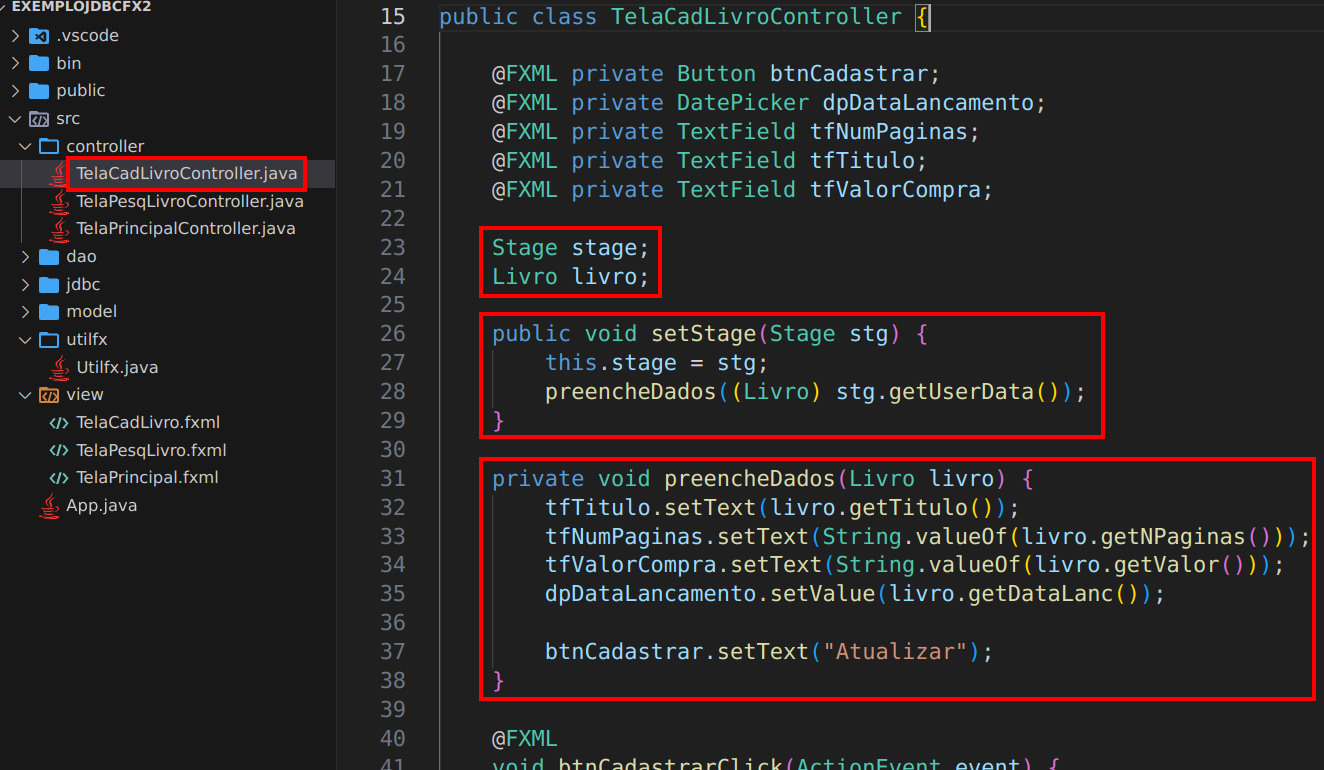 EXEMPLOJDBCFX2
.vscode
bin
public
src
controller
TelaCadLivroController.java
TelaPesqLivroController.java
TelaPrincipalController.java
dao
jdbc
model
utilfx
Utilfx.java
view
TelaCadLivro.fxml
TelaPesqLivro.fxml
TelaPrincipal.fxml
App.java
15 public class TelaCadLivroController {
16
17 @FXML private Button btnCadastrar;
18 @FXML private DatePicker dpDataLancamento;
19 @FXML private TextField tfNumPaginas;
20 @FXML private TextField tfTitulo;
21 @FXML private TextField tfValorCompra;
22
23 Stage stage;
24 Livro livro;
25
26 public void setStage(Stage stg) {
27 this.stage = stg;
28 preencheDados((Livro) stg.getUserData());
29 }
30
31 private void preencheDados(Livro livro) {
32 tfTitulo.setText(livro.getTitulo());
33 tfNumPaginas.setText(String.valueOf(livro.getNPaginas()));
34 tfValorCompra.setText(String.valueOf(livro.getValor()));
35 dpDataLancamento.setValue(livro.getDataLanc());
36
37 btnCadastrar.setText("Atualizar");
38 }
39
40 @FXML
41 void btnCadastrarClick(ActionEvent event) {